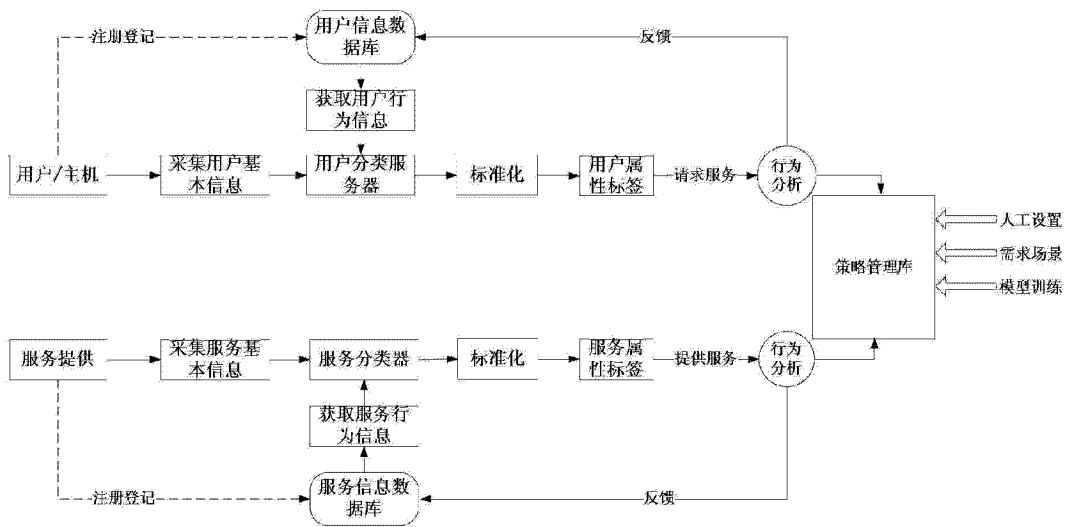 注册登记
用户信息数
据库
反馈
获取用户行
为信息
用户/主机
采集用户基
本信息
用户分类服
务器
标准化
用户属
性标签
请求服务
行为
分析
人工设置
策略管理库
需求场景
模型训练
服务提供
采集服务基
本信息
服务分类器
标准化
服务属
性标签
提供服务
行为
分析
获取服务行
为信息
注册登记
服务信息数
据库
反馈